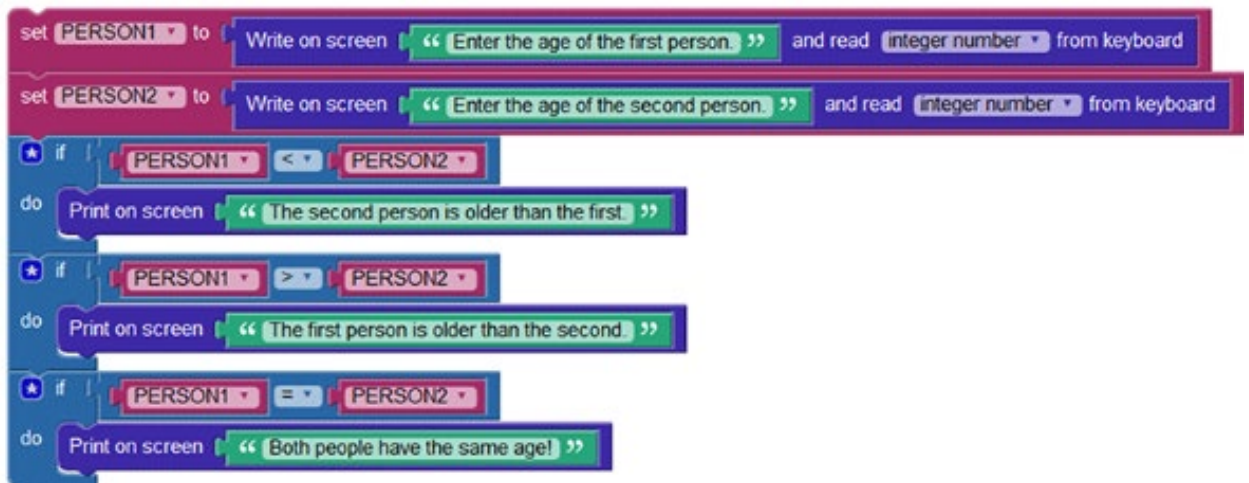 set PERSON1 to Write on screen “ Enter the age of the first person. ” and read integer number from keyboard
set PERSON2 to Write on screen “ Enter the age of the second person. ” and read integer number from keyboard
if PERSON1 < PERSON2
do Print on screen “ The second person is older than the first. ”
if PERSON1 > PERSON2
do Print on screen “ The first person is older than the second. ”
if PERSON1 = PERSON2
do Print on screen “ Both people have the same age! ”